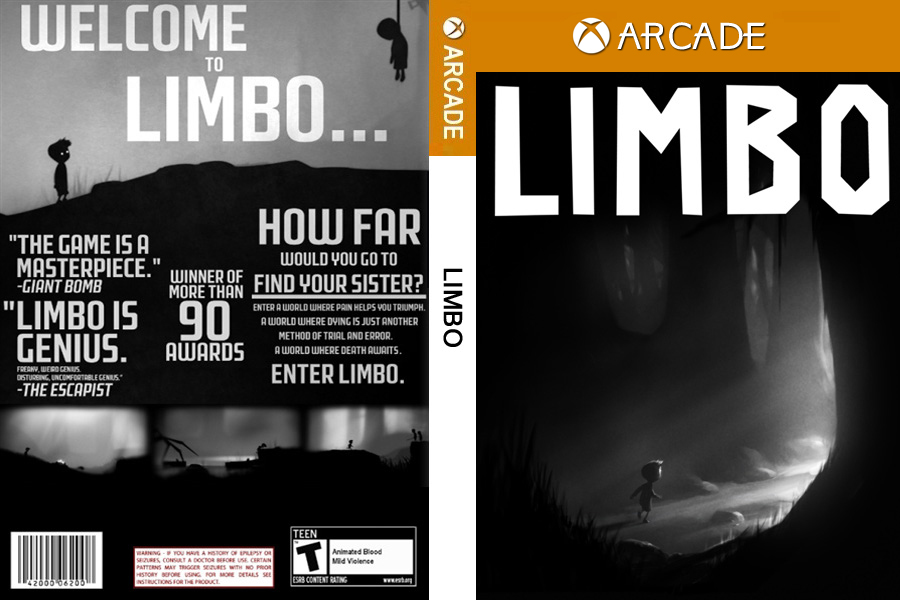 WELCOME
TO
LIMBO...
"THE GAME IS A
MASTERPIECE."
-GIANT BOMB
"LIMBO IS
GENIUS.
FREAKY, WEIRD GENIUS.
DISTURBING, UNCOMFORTABLE GENIUS."
-THE ESCAPIST
WINNER OF
MORE THAN
90
AWARDS
HOW FAR
WOULD YOU GO TO
FIND YOUR SISTER?
ENTER A WORLD WHERE PAIN HELPS YOU TRIUMPH.
A WORLD WHERE DYING IS JUST ANOTHER
METHOD OF TRIAL AND ERROR.
A WORLD WHERE DEATH AWAITS.
ENTER LIMBO.
42000 06200
WARNING - IF YOU HAVE A HISTORY OF EPILEPSY OR
SEIZURES, CONSULT A DOCTOR BEFORE USE. CERTAIN
PATTERNS MAY TRIGGER SEIZURES WITH NO PRIOR
HISTORY BEFORE USING. FOR MORE DETAILS SEE
INSTRUCTIONS FOR THE PRODUCT.
TEEN
T
Animated Blood
Mild Violence
ESRB CONTENT RATING www.esrb.org
ARCADE
LIMBO
ARCADE
LIMBO